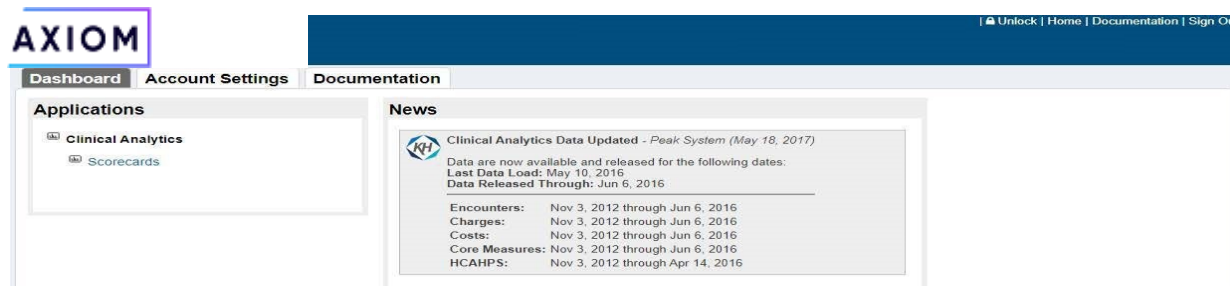 AXIOM
| Unlock | Home | Documentation | Sign
Dashboard Account Settings Documentation
Applications
Clinical Analytics
Scorecards
News
KH
Clinical Analytics Data Updated - Peak System (May 18, 2017)
Data are now available and released for the following dates:
Last Data Load: May 10, 2016
Data Released Through: Jun 6, 2016
Encounters: Nov 3, 2012 through Jun 6, 2016
Charges: Nov 3, 2012 through Jun 6, 2016
Costs: Nov 3, 2012 through Jun 6, 2016
Core Measures: Nov 3, 2012 through Jun 6, 2016
HCAHPS: Nov 3, 2012 through Apr 14, 2016